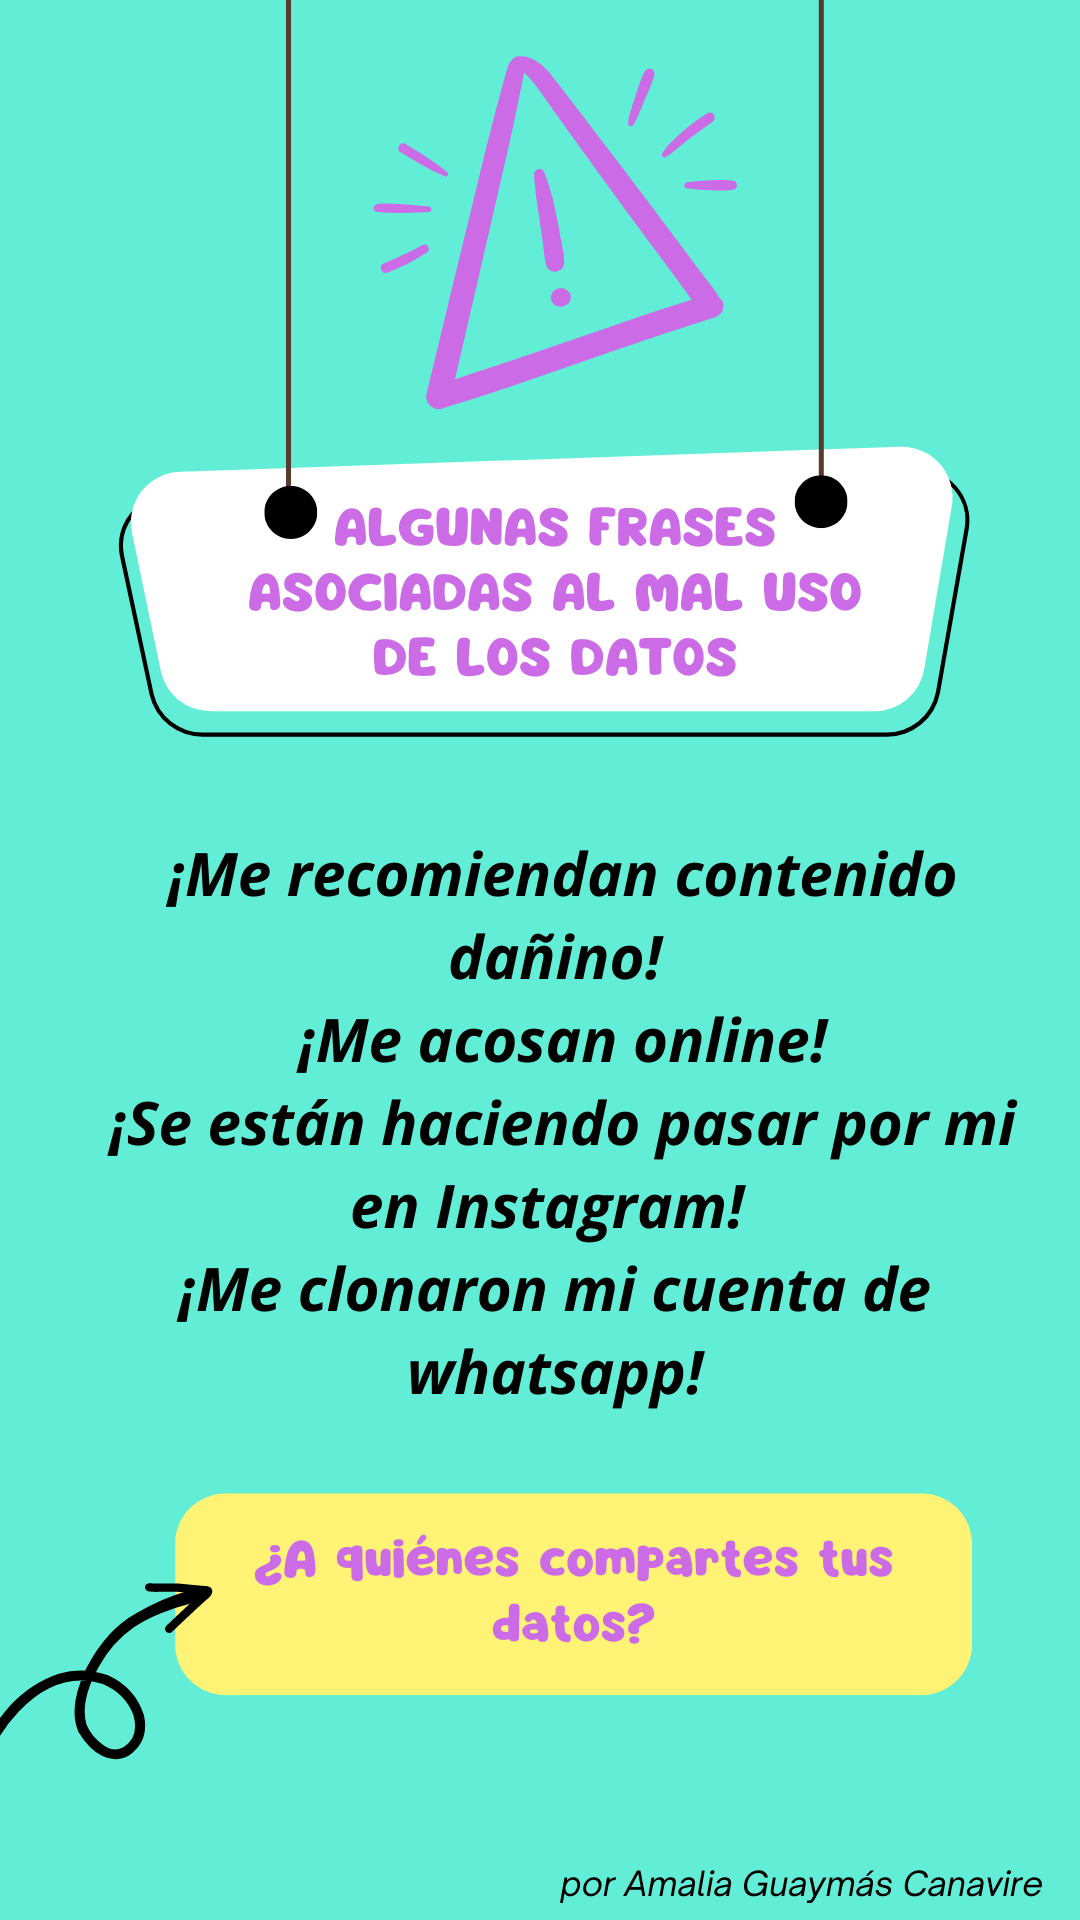 ALGUNAS FRASES
ASOCIADAS AL MAL USO
DE LOS DATOS
¡Me recomiendan contenido
dañino!
¡Me acosan online!
¡Se están haciendo pasar por mi
en Instagram!
¡Me clonaron mi cuenta de
whatsapp!
¿A quiénes compartes tus
datos?
por Amalia Guaymás Canavire